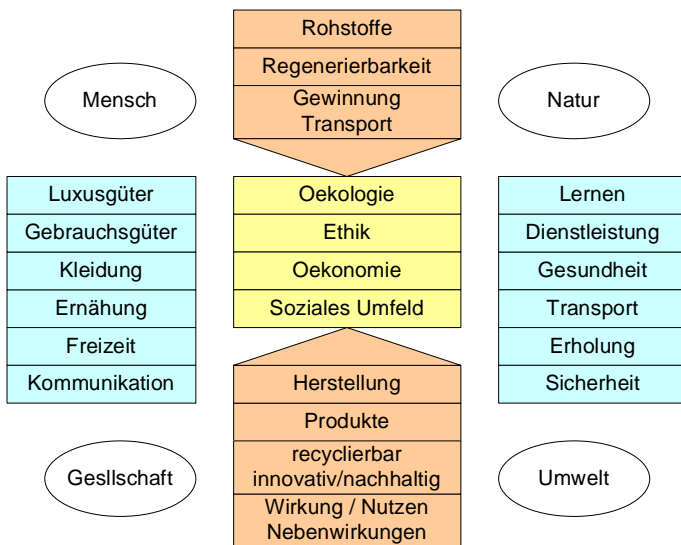 Rohstoffe
Regenerierbarkeit
Gewinnung
Transport
Mensch
Natur
Luxusgüter
Gebrauchsgüter
Kleidung
Ernähung
Freizeit
Kommunikation
Oekologie
Ethik
Oekonomie
Soziales Umfeld
Lernen
Dienstleistung
Gesundheit
Transport
Erholung
Sicherheit
Herstellung
Produkte
recyclierbar
innovativ/nachhaltig
Wirkung / Nutzen
Nebenwirkungen
Gesllschaft
Umwelt